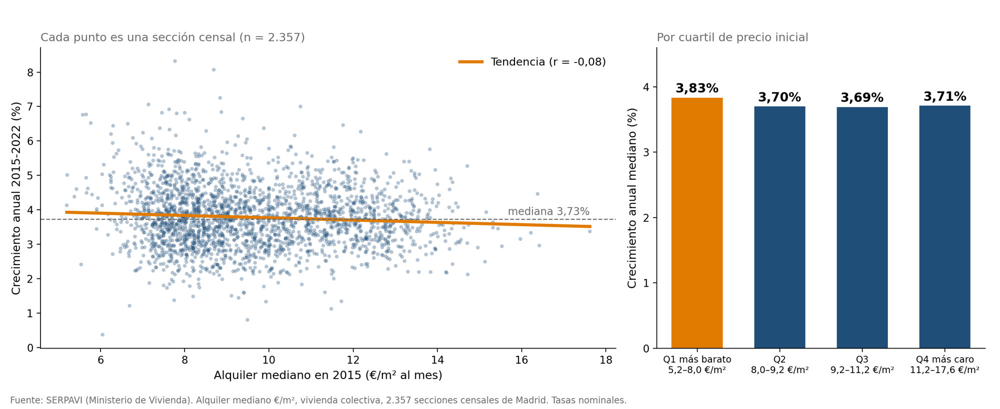 Cada punto es una sección censal (n = 2.357)
Tendencia (r = -0,08)
mediana 3,73%
Crecimiento anual 2015-2022 (%)
8
7
6
5
4
3
2
1
0
6
8
10
12
14
16
18
Alquiler mediano en 2015 (€/m² al mes)
Por cuartil de precio inicial
Crecimiento anual mediano (%)
4
3
2
1
0
3,83%
3,70%
3,69%
3,71%
Q1 más barato
5,2–8,0 €/m²
Q2
8,0–9,2 €/m²
Q3
9,2–11,2 €/m²
Q4 más caro
11,2–17,6 €/m²
Fuente: SERPAVI (Ministerio de Vivienda). Alquiler mediano €/m², vivienda colectiva, 2.357 secciones censales de Madrid. Tasas nominales.